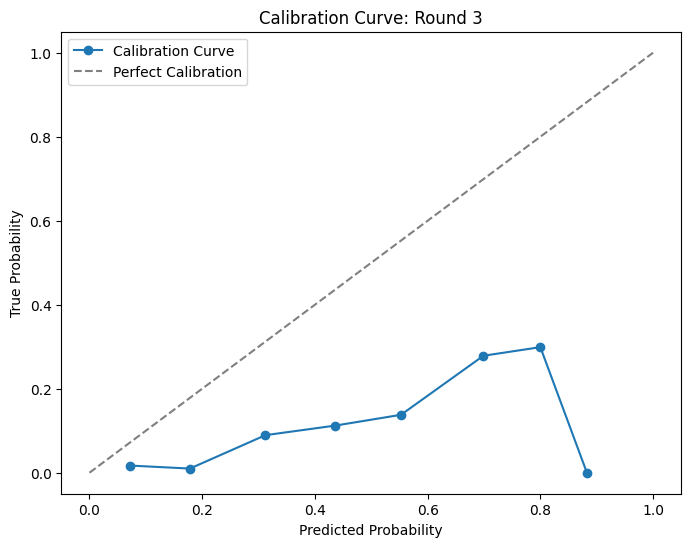 Calibration Curve: Round 3
Calibration Curve
Perfect Calibration
1.0
0.8
0.6
0.4
0.2
0.0
True Probability
0.0 0.2 0.4 0.6 0.8 1.0
Predicted Probability